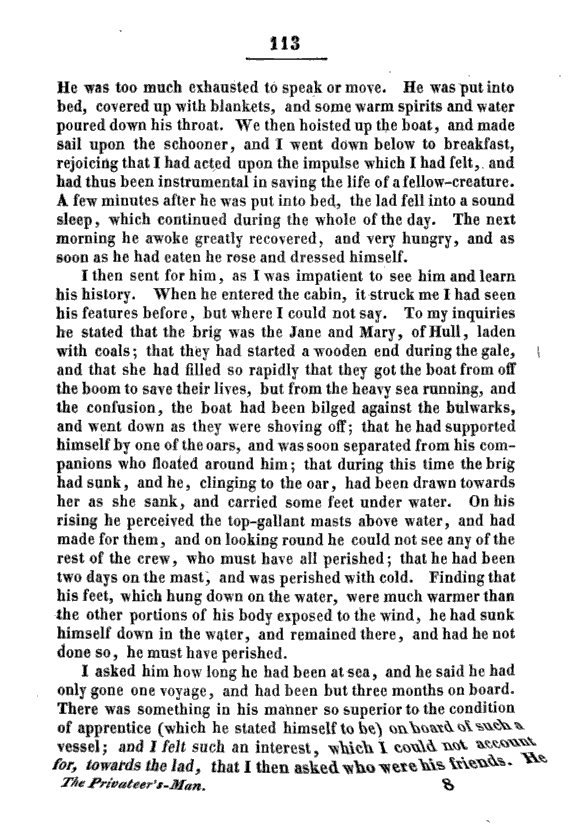 113
He was too much exhausted to speak or move. He was put into
bed, covered up with blankets, and some warm spirits and water
poured down his throat. We then hoisted up the boat, and made
sail upon the schooner, and I went down below to breakfast,
rejoicing that I had acted upon the impulse which I had felt, and
had thus been instrumental in saving the life of a fellow-creature.
A few minutes after he was put into bed, the lad fell into a sound
sleep, which continued during the whole of the day. The next
morning he awoke greatly recovered, and very hungry, and as
soon as he had eaten he rose and dressed himself.
I then sent for him, as I was impatient to see him and learn
his history. When he entered the cabin, it struck me I had seen
his features before, but where I could not say. To my inquiries
he stated that the brig was the Jane and Mary, of Hull, laden
with coals; that they had started a wooden end during the gale,
and that she had filled so rapidly that they got the boat from off
the boom to save their lives, but from the heavy sea running, and
the confusion, the boat had been bilged against the bulwarks,
and went down as they were shoving off; that he had supported
himself by one of the oars, and was soon separated from his com-
panions who floated around him; that during this time the brig
had sunk, and he, clinging to the oar, had been drawn towards
her as she sank, and carried some feet under water. On his
rising he perceived the top-gallant masts above water, and had
made for them, and on looking round he could not see any of the
rest of the crew, who must have all perished; that he had been
two days on the mast, and was perished with cold. Finding that
his feet, which hung down on the water, were much warmer than
the other portions of his body exposed to the wind, he had sunk
himself down in the water, and remained there, and had he not
done so, he must have perished.
I asked him how long he had been at sea, and he said he had
only gone one voyage, and had been but three months on board.
There was something in his manner so superior to the condition
of apprentice (which he stated himself to be) on board of such a
vessel; and I felt such an interest, which I could not account
for, towards the lad, that I then asked who were his friends. He
The Privateer's-Man. 8